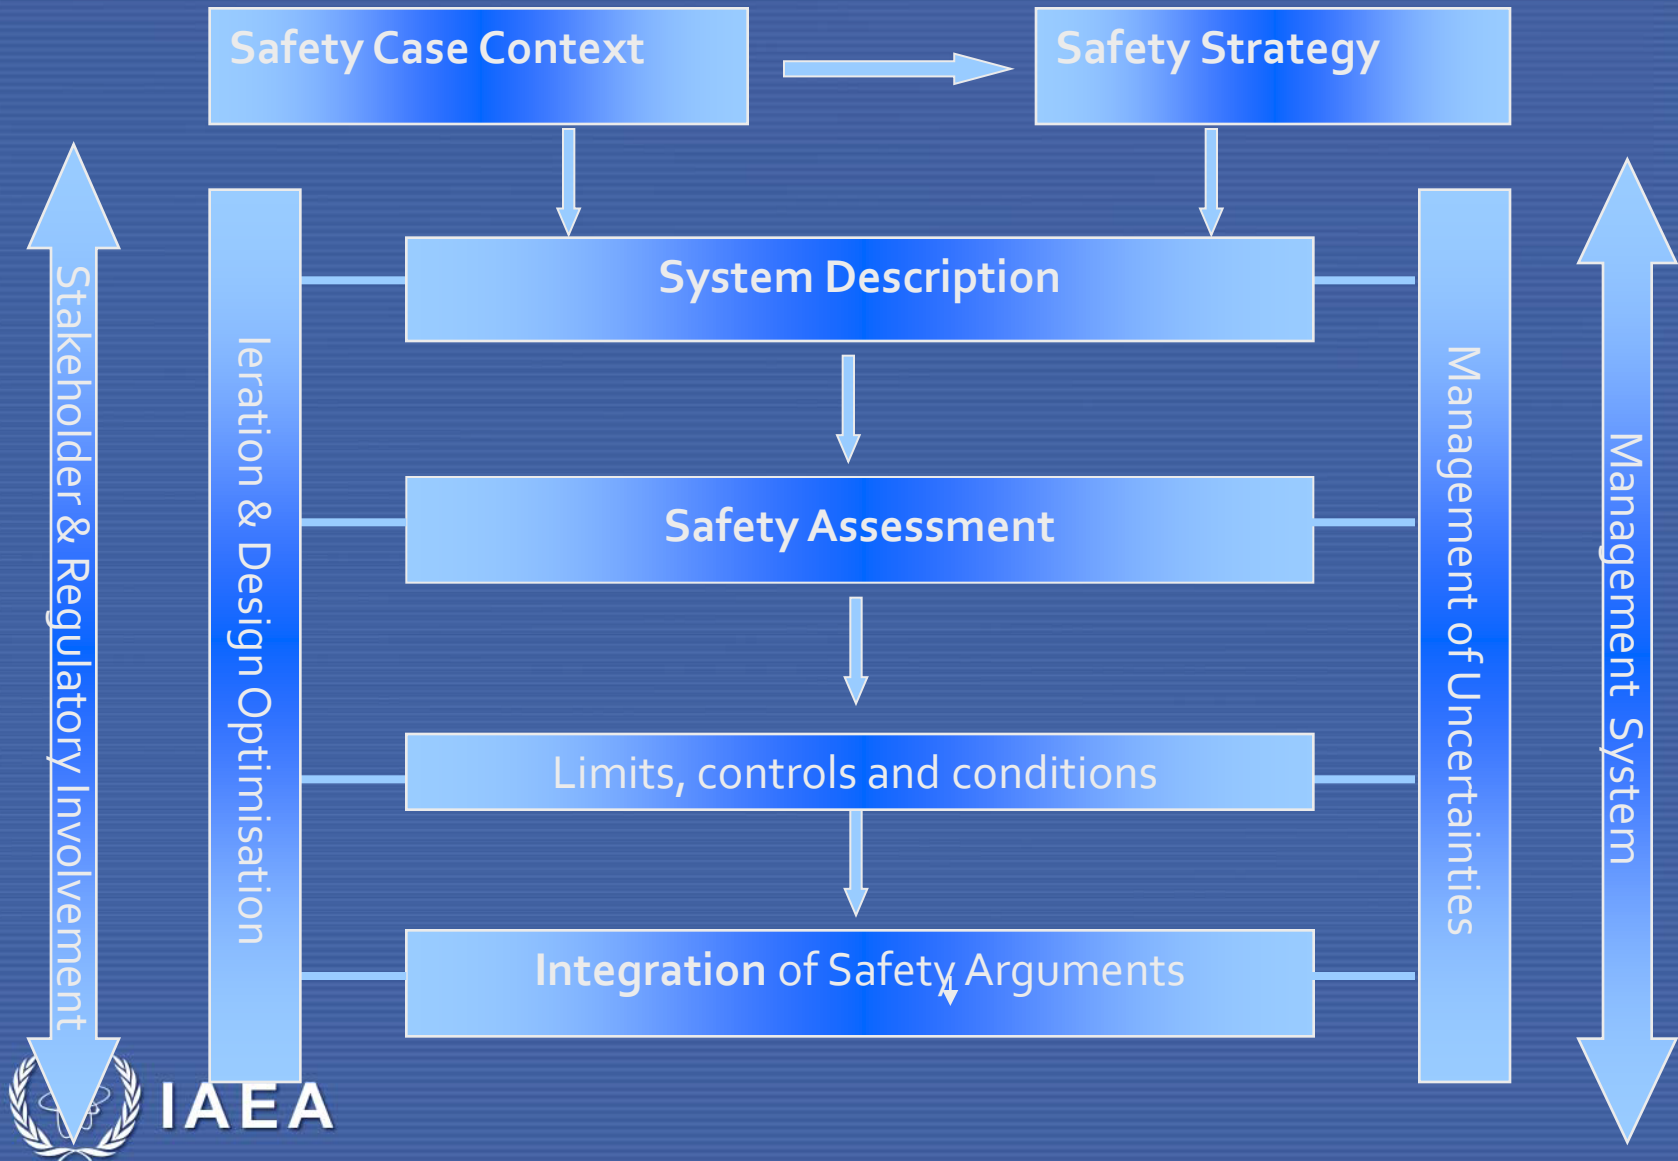 Safety Case Context
Safety Strategy
Stakeholder & Regulatory Involvement
Ieration & Design Optimisation
System Description
Safety Assessment
Limits, controls and conditions
Integration of Safety Arguments
Management of Uncertainties
Management System
IAEA